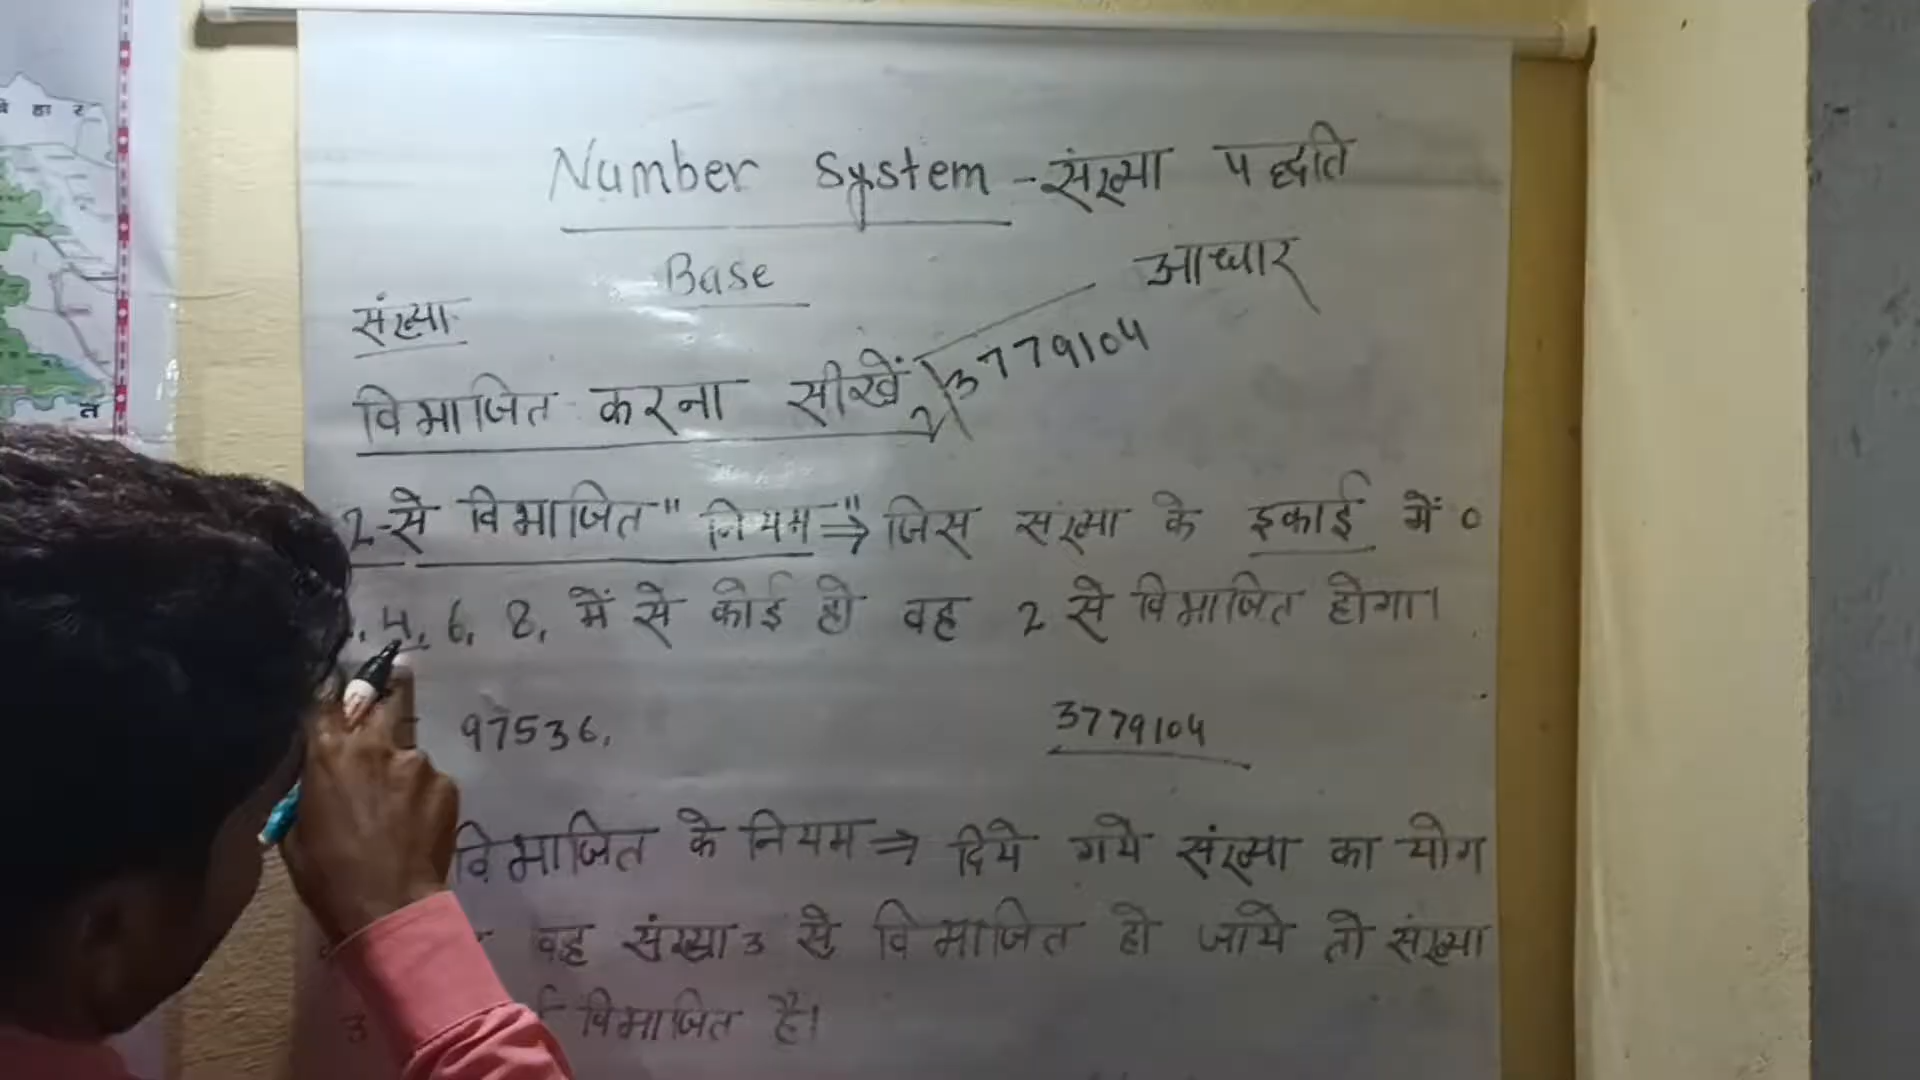 हा र
त
Number System - संख्या पद्धति
Base
आधार
संख्या
विभाजित करना सीखें
2 3779104
2-से विभाजित" नियम" ⇒ जिस संख्या के इकाई में 0
, 4, 6, 8, में से कोई हो वह 2 से विभाजित होगा।
97536, 3779104
विभाजित के नियम ⇒ दिये गये संख्या का योग
वह संख्या 3 से विभाजित हो जाये तो संख्या
3 विभाजित है।